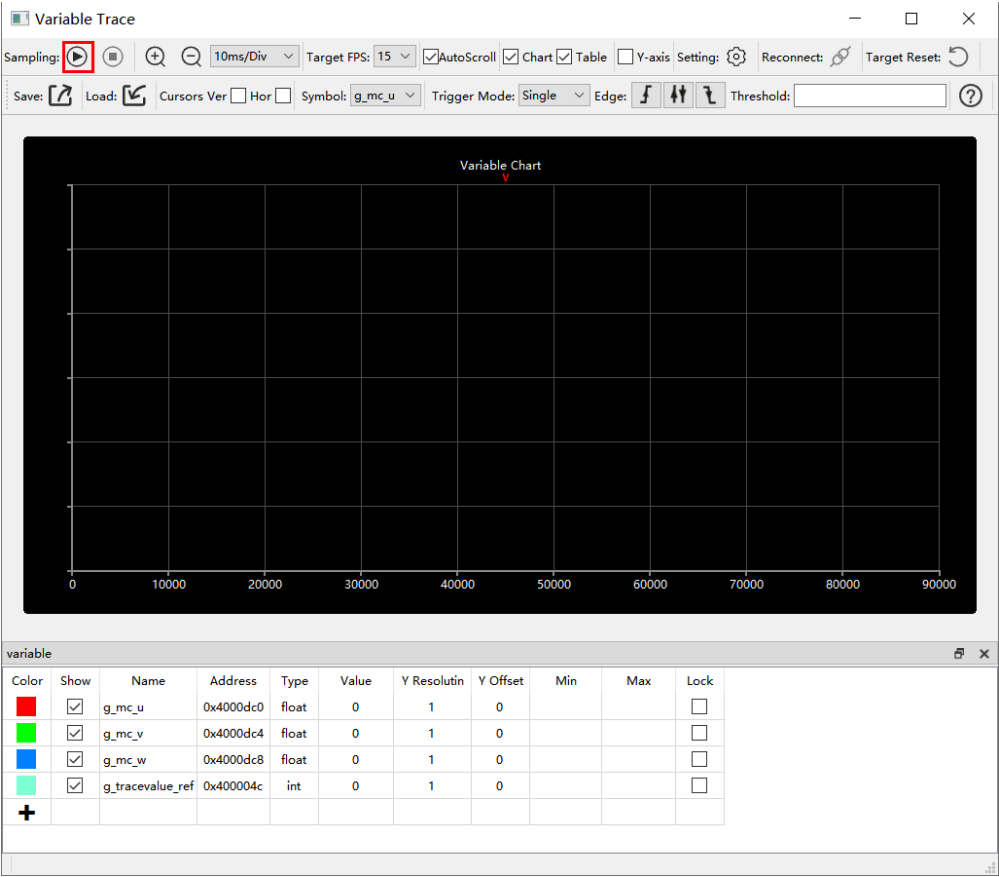 Variable Trace
Sampling: 10ms/Div Target FPS: 15 AutoScroll Chart Table Y-axis Setting: Reconnect: Target Reset:
Save: Load: Cursors Ver Hor Symbol: g_mc_u Trigger Mode: Single Edge: Threshold:
Variable Chart
V
0 10000 20000 30000 40000 50000 60000 70000 80000 90000
variable
Color Show Name Address Type Value Y Resolutin Y Offset Min Max Lock
g_mc_u 0x4000dc0 float 0 1 0
g_mc_v 0x4000dc4 float 0 1 0
g_mc_w 0x4000dc8 float 0 1 0
g_tracevalue_ref 0x400004c int 0 1 0